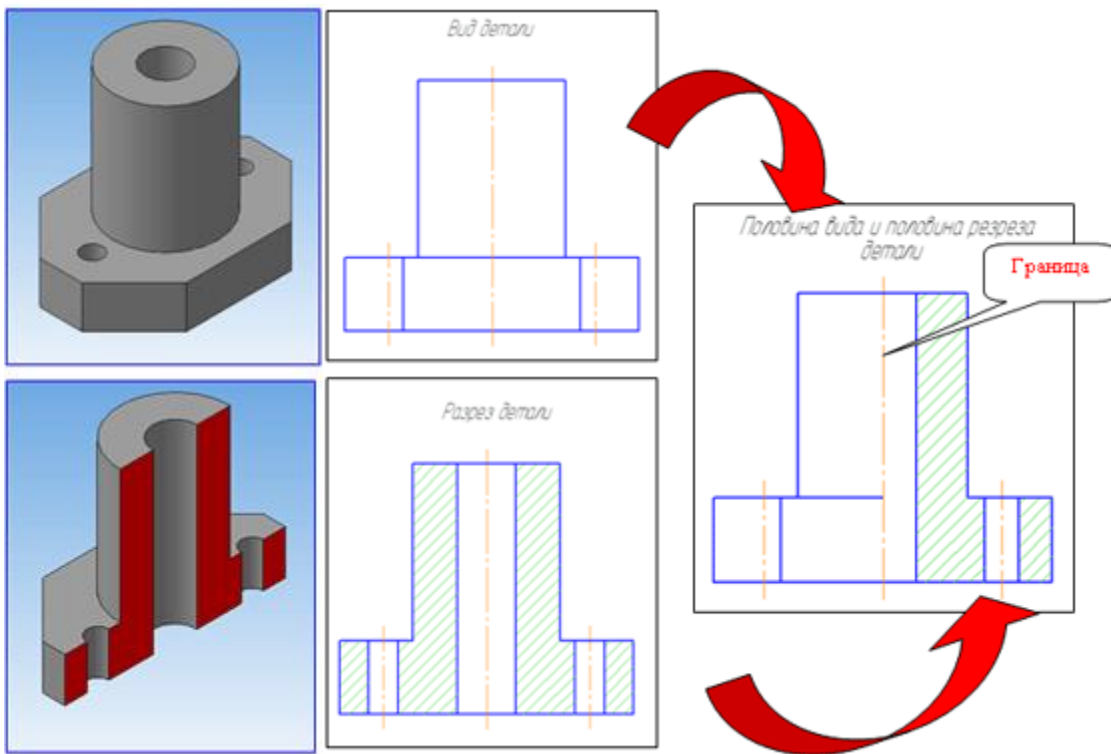 Вид детали
Половина вида и половина резреза
детали
Граница
Разрез детали